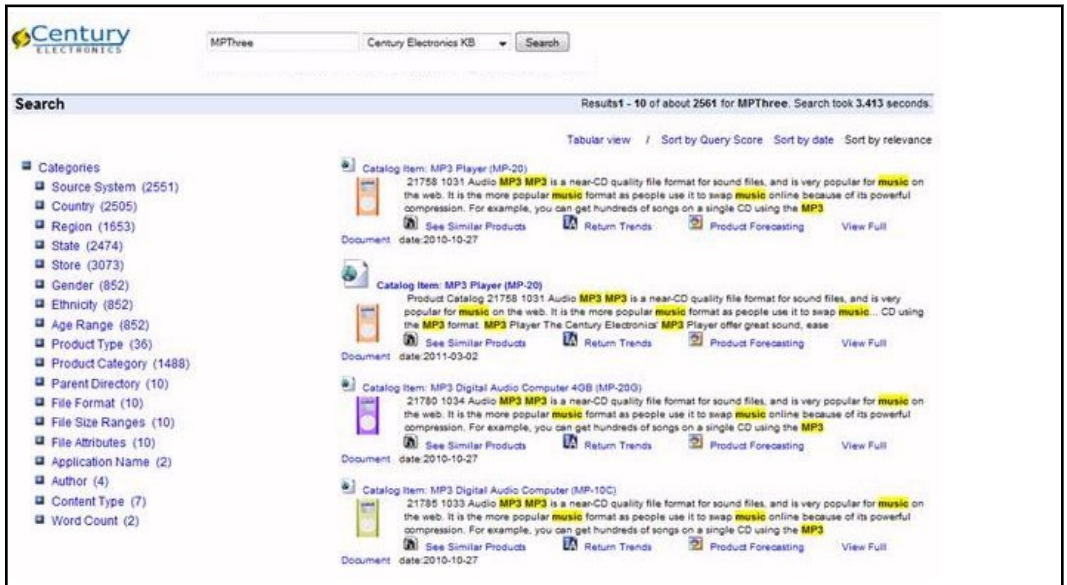 Century
ELECTRONICS
MPThree
Century Electronics KB
Search
Search
Results1 - 10 of about 2561 for MPThree. Search took 3.413 seconds.
Tabular view / Sort by Query Score Sort by date Sort by relevance
Categories
Source System (2551)
Country (2505)
Region (1653)
State (2474)
Store (3073)
Gender (852)
Ethnicity (852)
Age Range (852)
Product Type (36)
Product Category (1488)
Parent Directory (10)
File Format (10)
File Size Ranges (10)
File Attributes (10)
Application Name (2)
Author (4)
Content Type (7)
Word Count (2)
Catalog Item: MP3 Player (MP-20)
21758 1031 Audio MP3 MP3 is a near-CD quality file format for sound files, and is very popular for music on
the web. It is the more popular music format as people use it to swap music online because of its powerful
compression. For example, you can get hundreds of songs on a single CD using the MP3
See Similar Products Return Trends Product Forecasting View Full
Document date:2010-10-27
Catalog Item: MP3 Player (MP-20)
Product Catalog 21758 1031 Audio MP3 MP3 is a near-CD quality file format for sound files, and is very
popular for music on the web. It is the more popular music format as people use it to swap music... CD using
the MP3 format. MP3 Player The Century Electronics' MP3 Player offer great sound, ease
See Similar Products Return Trends Product Forecasting View Full
Document date:2011-03-02
Catalog Item: MP3 Digital Audio Computer 4GB (MP-20G)
21780 1034 Audio MP3 MP3 is a near-CD quality file format for sound files, and is very popular for music on
the web. It is the more popular music format as people use it to swap music online because of its powerful
compression. For example, you can get hundreds of songs on a single CD using the MP3
See Similar Products Return Trends Product Forecasting View Full
Document date:2010-10-27
Catalog Item: MP3 Digital Audio Computer (MP-10C)
21785 1033 Audio MP3 MP3 is a near-CD quality file format for sound files, and is very popular for music on
the web. It is the more popular music format as people use it to swap music online because of its powerful
compression. For example, you can get hundreds of songs on a single CD using the MP3
See Similar Products Return Trends Product Forecasting View Full
Document date:2010-10-27